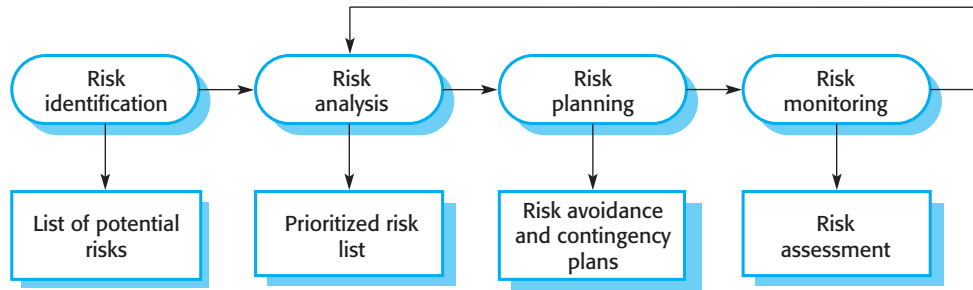 Risk
identification
Risk
analysis
Risk
planning
Risk
monitoring
List of potential
risks
Prioritized risk
list
Risk avoidance
and contingency
plans
Risk
assessment